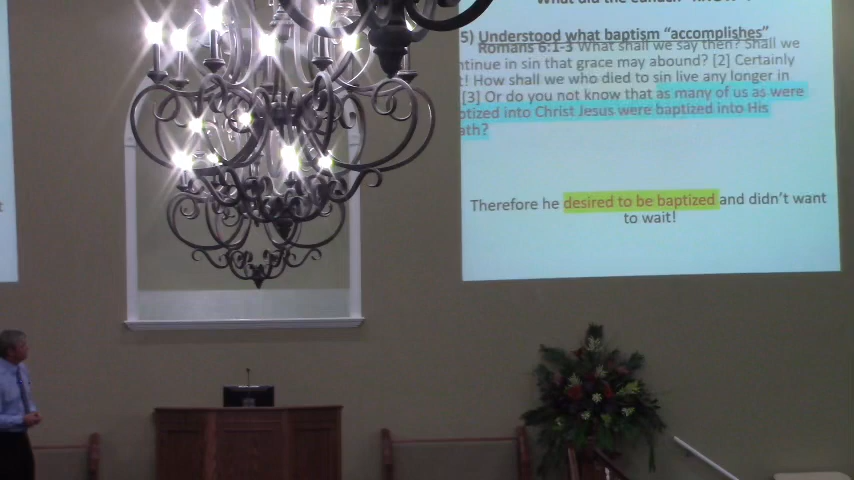 What did the Eunuch "KNOW"?
5) Understood what baptism "accomplishes"
Romans 6:1-3 What shall we say then? Shall we
ntinue in sin that grace may abound? [2] Certainly
t! How shall we who died to sin live any longer in
[3] Or do you not know that as many of us as were
ptized into Christ Jesus were baptized into His
ath?
Therefore he desired to be baptized and didn't want
to wait!
t